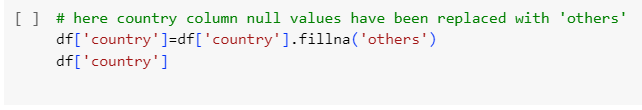 [ ] # here country column null values have been replaced with 'others'
df['country']=df['country'].fillna('others')
df['country']